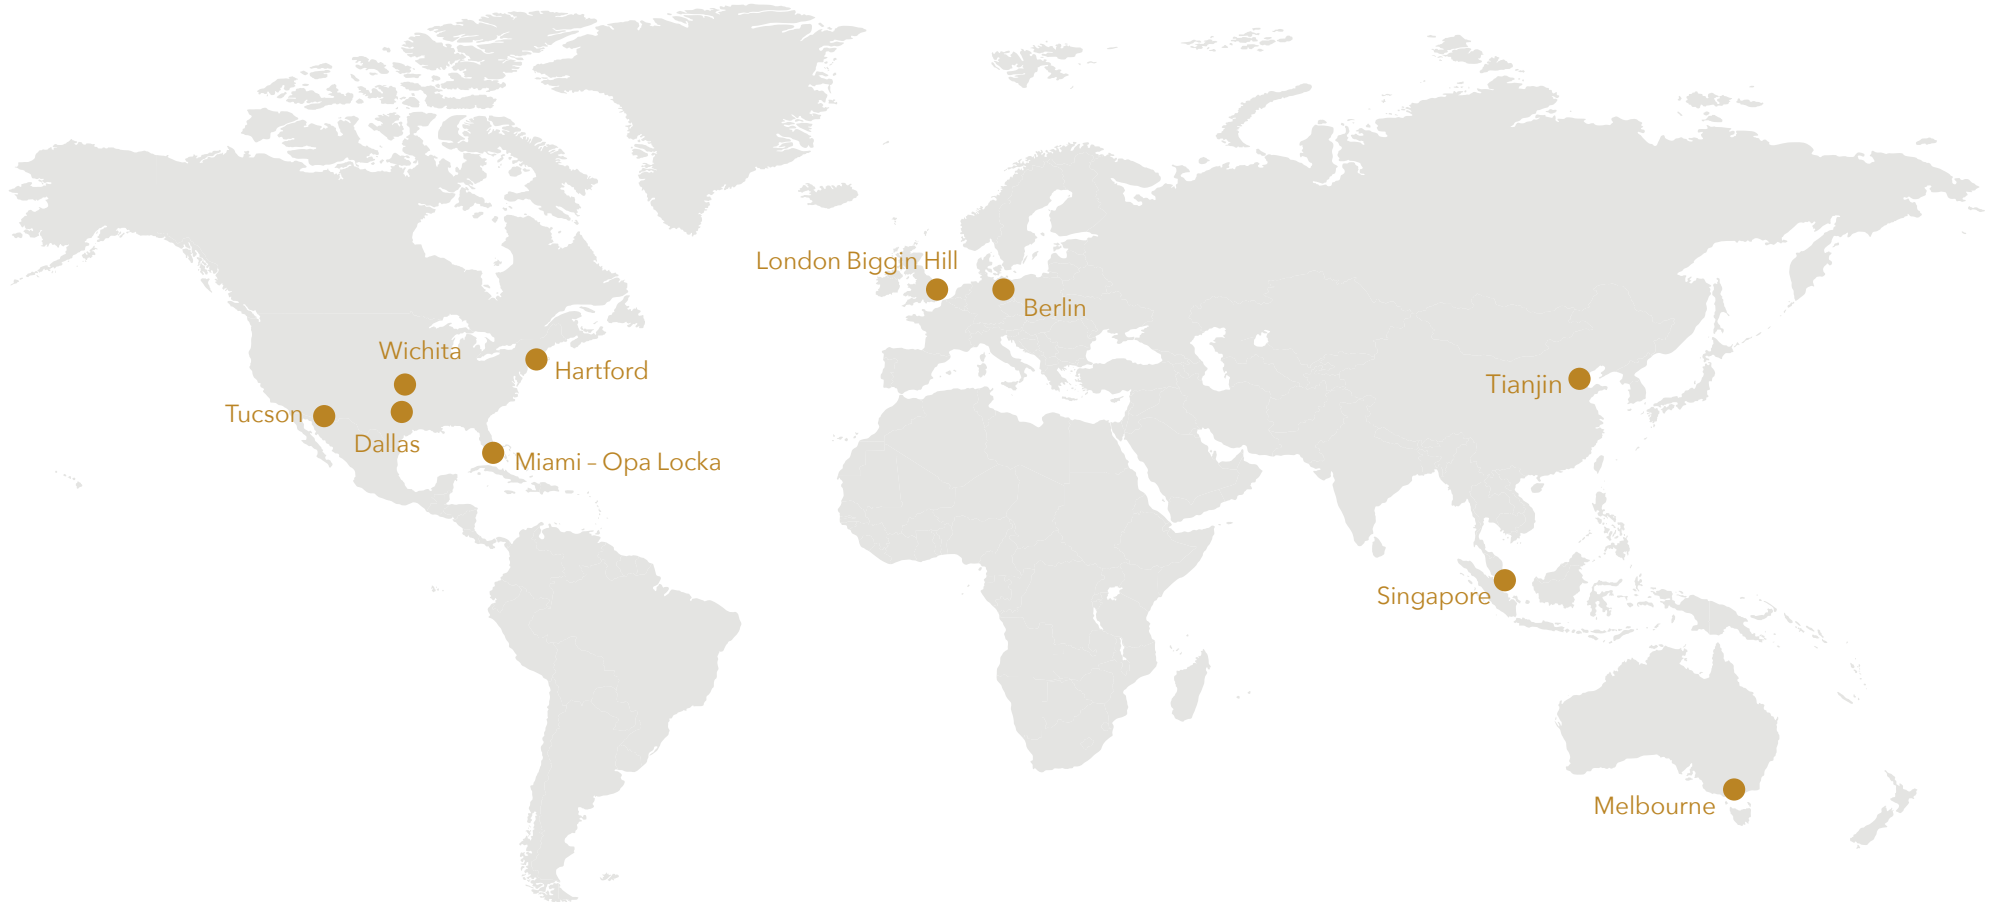 London Biggin Hill
Berlin
Wichita
Hartford
Tianjin
Tucson
Dallas
Miami – Opa Locka
Singapore
Melbourne